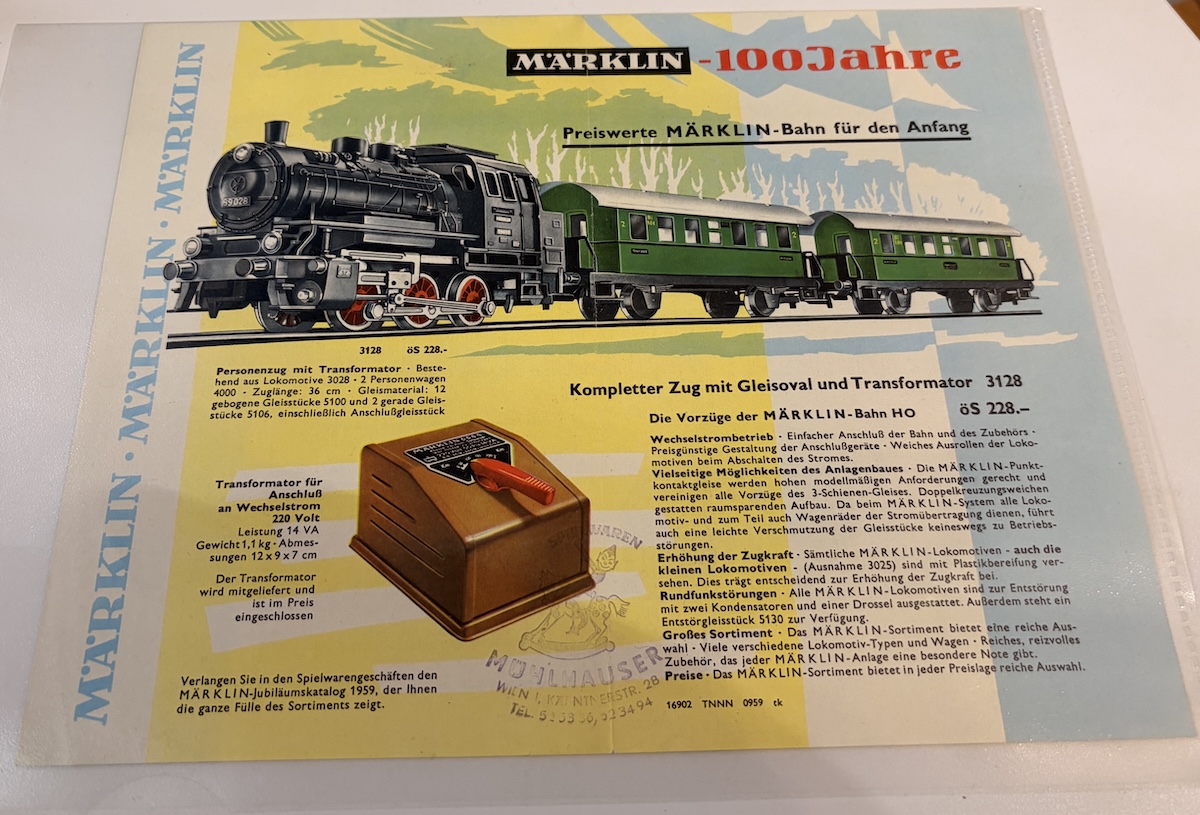 MÄRKLIN · MÄRKLIN · MÄRKLIN
MÄRKLIN -100 Jahre
Preiswerte MÄRKLIN-Bahn für den Anfang
89028
2
2
3128 öS 228.-
Personenzug mit Transformator · Beste-
hend aus Lokomotive 3028 · 2 Personenwagen
4000 · Zuglänge: 36 cm · Gleismaterial: 12
gebogene Gleisstücke 5100 und 2 gerade Gleis-
stücke 5106, einschließlich Anschlußgleisstück
Transformator für
Anschluß
an Wechselstrom
220 Volt
Leistung 14 VA
Gewicht 1,1 kg · Abmes-
sungen 12 x 9 x 7 cm
Der Transformator
wird mitgeliefert und
ist im Preis
eingeschlossen
MÄRKLIN
Verlangen Sie in den Spielwarengeschäften den
MÄRKLIN-Jubiläumskatalog 1959, der Ihnen
die ganze Fülle des Sortiments zeigt.
Kompletter Zug mit Gleisoval und Transformator 3128
öS 228.–
Die Vorzüge der MÄRKLIN-Bahn HO
Wechselstrombetrieb · Einfacher Anschluß der Bahn und des Zubehörs ·
Preisgünstige Gestaltung der Anschlußgeräte · Weiches Ausrollen der Loko-
motiven beim Abschalten des Stromes.
Vielseitige Möglichkeiten des Anlagenbaues · Die MÄRKLIN-Punkt-
kontaktgleise werden hohen modellmäßigen Anforderungen gerecht und
vereinigen alle Vorzüge des 3-Schienen-Gleises. Doppelkreuzungsweichen
gestatten raumsparenden Aufbau. Da beim MÄRKLIN-System alle Loko-
motiv- und zum Teil auch Wagenräder der Stromübertragung dienen, führt
auch eine leichte Verschmutzung der Gleisstücke keineswegs zu Betriebs-
störungen.
Erhöhung der Zugkraft · Sämtliche MÄRKLIN-Lokomotiven - auch die
kleinen Lokomotiven - (Ausnahme 3025) sind mit Plastikbereifung ver-
sehen. Dies trägt entscheidend zur Erhöhung der Zugkraft bei.
Rundfunkstörungen · Alle MÄRKLIN-Lokomotiven sind zur Entstörung
mit zwei Kondensatoren und einer Drossel ausgestattet. Außerdem steht ein
Entstörgleisstück 5130 zur Verfügung.
Großes Sortiment · Das MÄRKLIN-Sortiment bietet eine reiche Aus-
wahl · Viele verschiedene Lokomotiv-Typen und Wagen · Reiches, reizvolles
Zubehör, das jeder MÄRKLIN-Anlage eine besondere Note gibt.
Preise · Das MÄRKLIN-Sortiment bietet in jeder Preislage reiche Auswahl.
16902 TNNN 0959 tk
SPIELWAREN
MÜHLHAUSER
WIEN I, KÄRNTNERSTR. 28
TEL. 523494